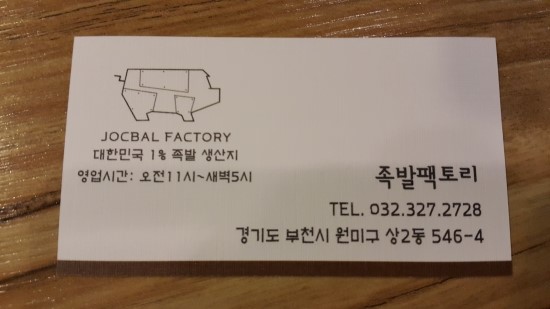 JOCBAL FACTORY
대한민국 1% 족발 생산지
영업시간: 오전11시~새벽5시
족발팩토리
TEL. 032.327.2728
경기도 부천시 원미구 상2동 546-4